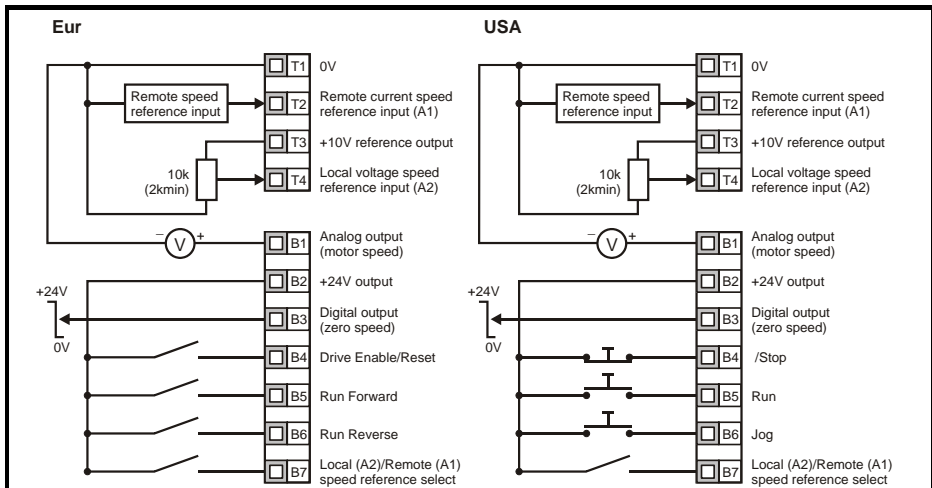 Eur
T1 0V
Remote speed
reference input
T2 Remote current speed
reference input (A1)
T3 +10V reference output
10k
(2kmin)
T4 Local voltage speed
reference input (A2)
− V +
B1 Analog output
(motor speed)
B2 +24V output
+24V
0V
B3 Digital output
(zero speed)
B4 Drive Enable/Reset
B5 Run Forward
B6 Run Reverse
B7 Local (A2)/Remote (A1)
speed reference select
USA
T1 0V
Remote speed
reference input
T2 Remote current speed
reference input (A1)
T3 +10V reference output
10k
(2kmin)
T4 Local voltage speed
reference input (A2)
− V +
B1 Analog output
(motor speed)
B2 +24V output
+24V
0V
B3 Digital output
(zero speed)
B4 /Stop
B5 Run
B6 Jog
B7 Local (A2)/Remote (A1)
speed reference select